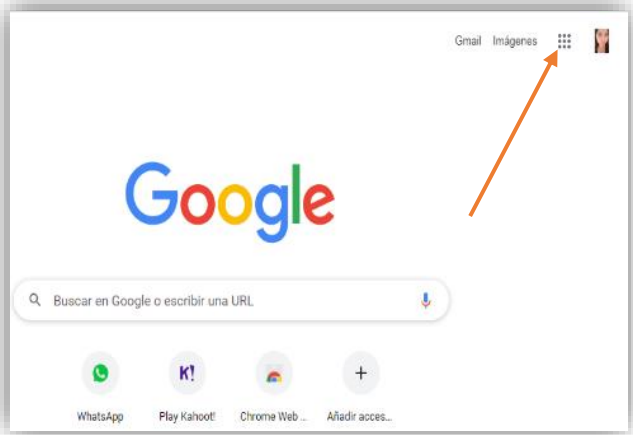 Gmail Imágenes
Google
Buscar en Google o escribir una URL
K!
WhatsApp Play Kahoot! Chrome Web ... Añadir acces...